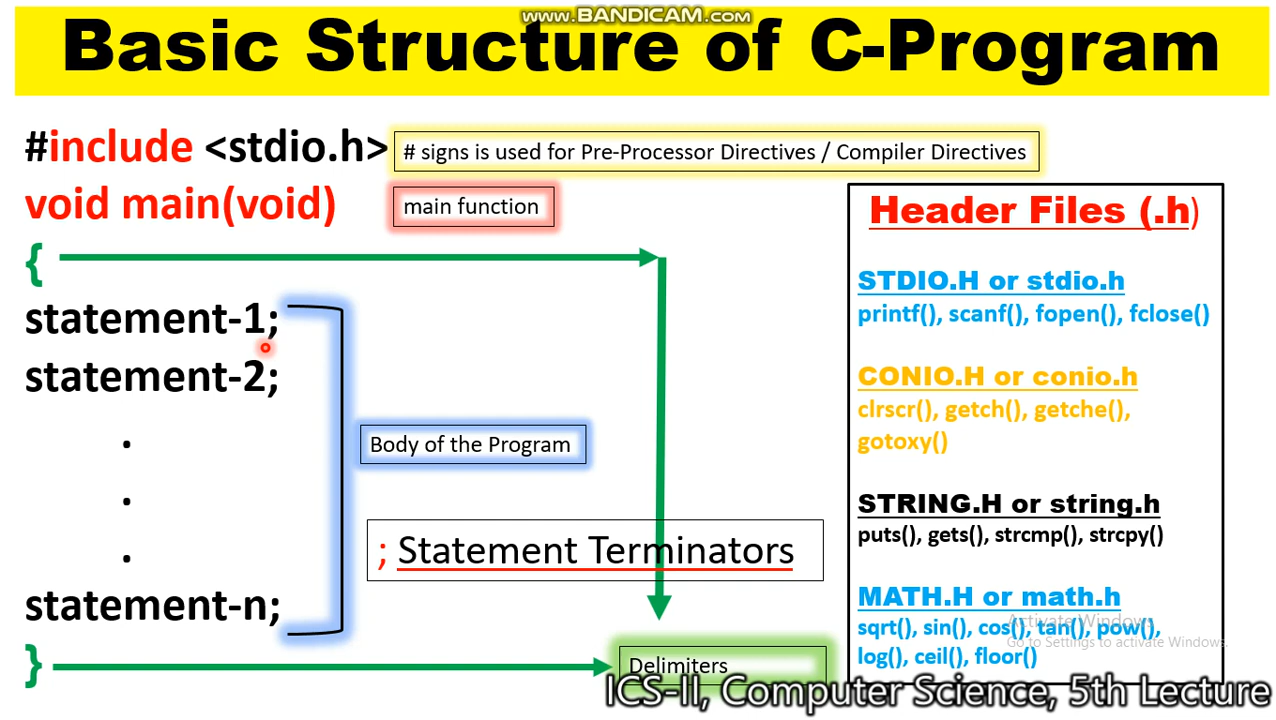 www.BANDICAM.com
Basic Structure of C-Program
#include <stdio.h>
# signs is used for Pre-Processor Directives / Compiler Directives
void main(void)
main function
{
statement-1;
statement-2;
.
.
.
statement-n;
}
Body of the Program
; Statement Terminators
Delimiters
Header Files (.h)
STDIO.H or stdio.h
printf(), scanf(), fopen(), fclose()
CONIO.H or conio.h
clrscr(), getch(), getche(),
gotoxy()
STRING.H or string.h
puts(), gets(), strcmp(), strcpy()
MATH.H or math.h
sqrt(), sin(), cos(), tan(), pow(),
log(), ceil(), floor()
Activate Windows
Go to Settings to activate Windows.
ICS-II, Computer Science, 5th Lecture